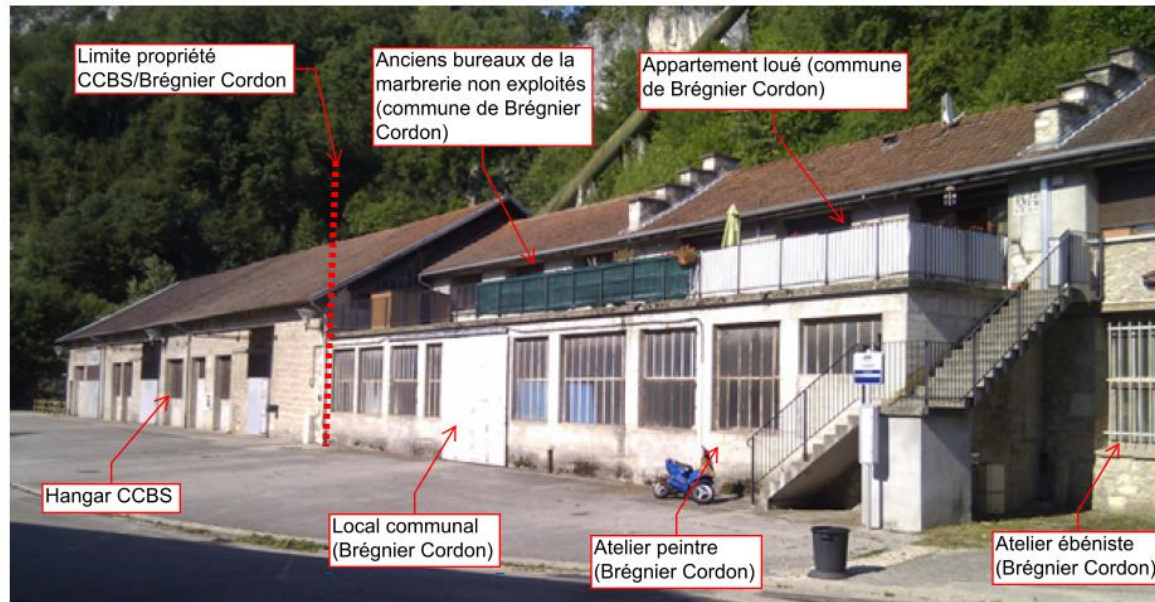 Limite propriété
CCBS/Brégnier Cordon
Anciens bureaux de la
marbrerie non exploités
(commune de Brégnier
Cordon)
Appartement loué (commune
de Brégnier Cordon)
Hangar CCBS
Local communal
(Brégnier Cordon)
Atelier peintre
(Brégnier Cordon)
Atelier ébéniste
(Brégnier Cordon)